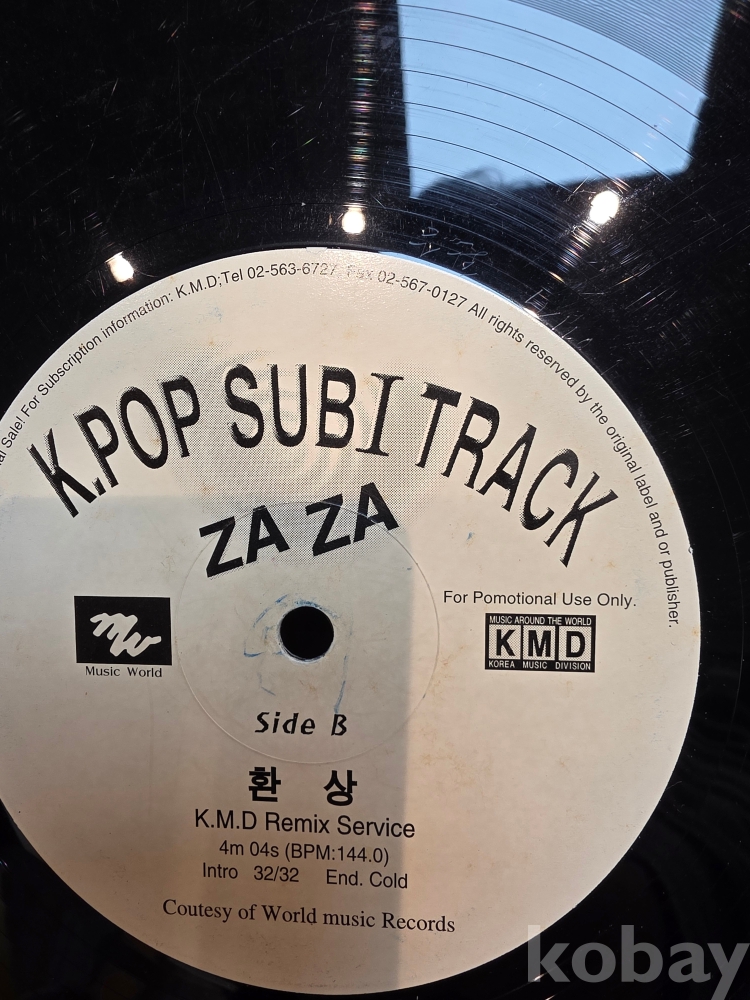 Sale! For Subscription information: K.M.D;Tel 02-563-6727 Fax 02-567-0127 All rights reserved by the original label and or publisher.
K.POP SUBI TRACK
ZA ZA
For Pomotional Use Only.
MUSIC AROUND THE WORLD
KMD
KOREA MUSIC DIVISION
mw
Music World
Side B
환 상
K.M.D Remix Service
4m 04s (BPM:144.0)
Intro 32/32 End. Cold
Coutesy of World music Records
kobay